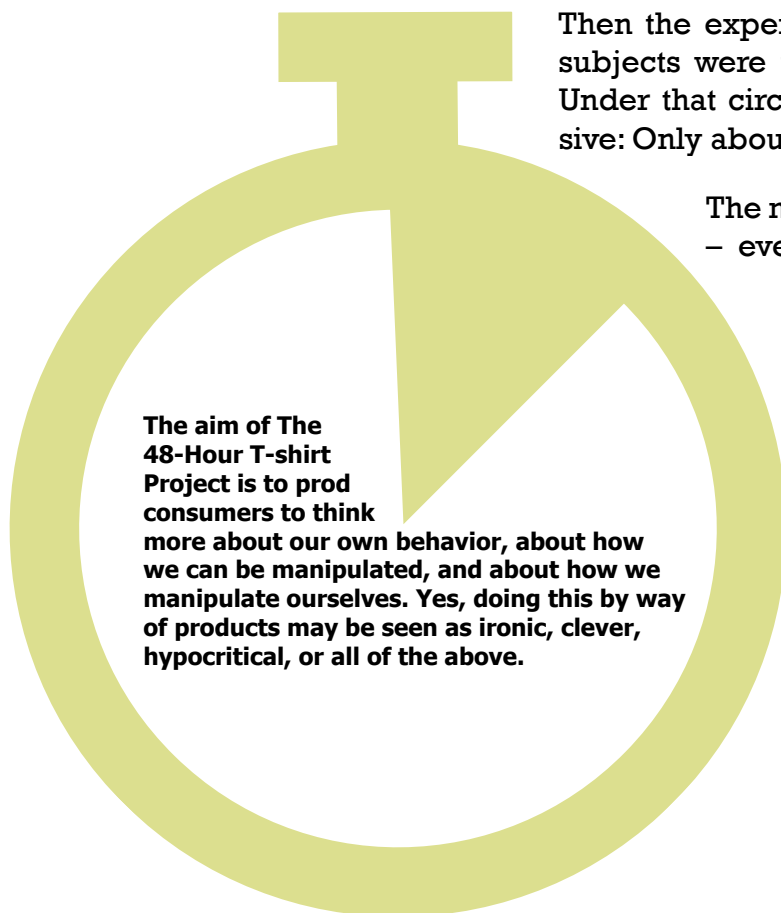 Then the exper
subjects were
Under that circ
sive: Only abou
The
– eve
The aim of The
48-Hour T-shirt
Project is to prod
consumers to think
more about our own behavior, about how
we can be manipulated, and about how we
manipulate ourselves. Yes, doing this by way
of products may be seen as ironic, clever,
hypocritical, or all of the above.